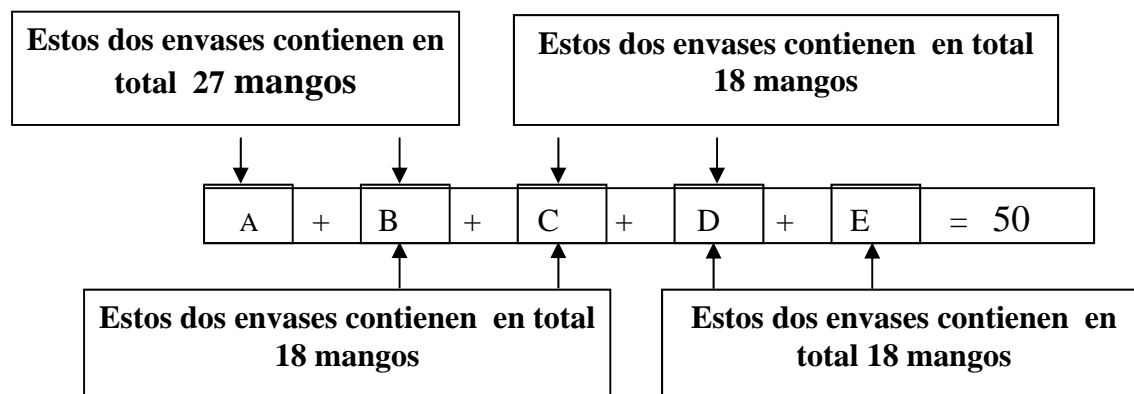 Estos dos envases contienen en
total 27 mangos
Estos dos envases contienen en total
18 mangos
A + B + C + D + E = 50
Estos dos envases contienen en total
18 mangos
Estos dos envases contienen en
total 18 mangos